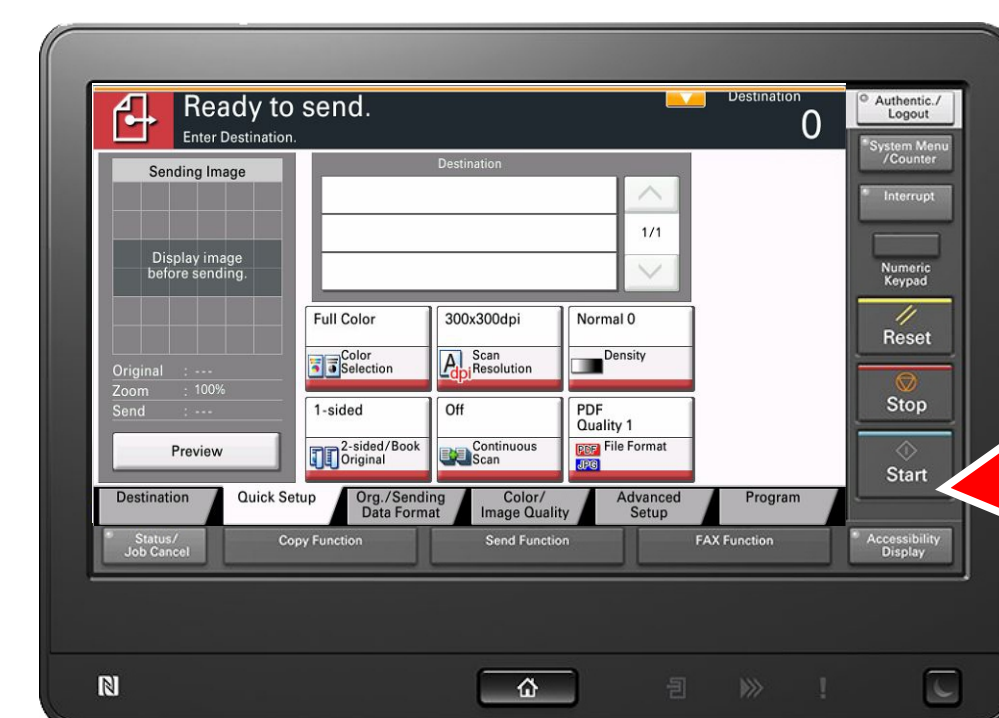 Ready to send.
Enter Destination.
Destination
0
Authentic./
Logout
System Menu
/Counter
Interrupt
Numeric
Keypad
Reset
Stop
Start
Accessibility
Display
Sending Image
Display image
before sending.
Original : ---
Zoom : 100%
Send : ---
Preview
Destination
1/1
Full Color
Color
Selection
300x300dpi
A
dpi
Scan
Resolution
Normal 0
Density
1-sided
2-sided/Book
Original
Off
Continuous
Scan
PDF
Quality 1
PDF
JPG
File Format
Destination
Quick Setup
Org./Sending
Data Format
Color/
Image Quality
Advanced
Setup
Program
Status/
Job Cancel
Copy Function
Send Function
FAX Function